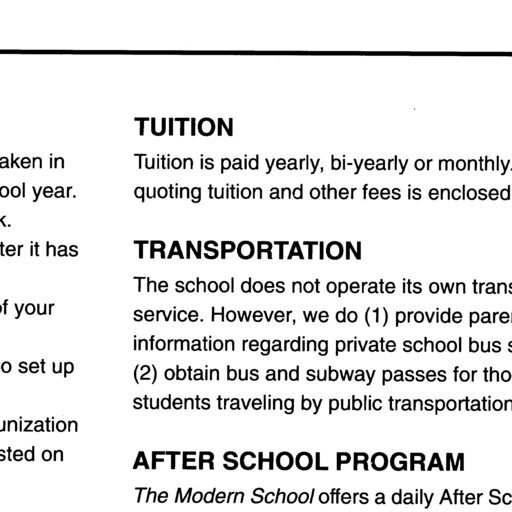 aken in
ool year.
k.
ter it has
of your
o set up
unization
sted on
TUITION
Tuition is paid yearly, bi-yearly or monthly.
quoting tuition and other fees is enclosed
TRANSPORTATION
The school does not operate its own trans
service. However, we do (1) provide pare
information regarding private school bus s
(2) obtain bus and subway passes for tho
students traveling by public transportation
AFTER SCHOOL PROGRAM
The Modern School offers a daily After Sc